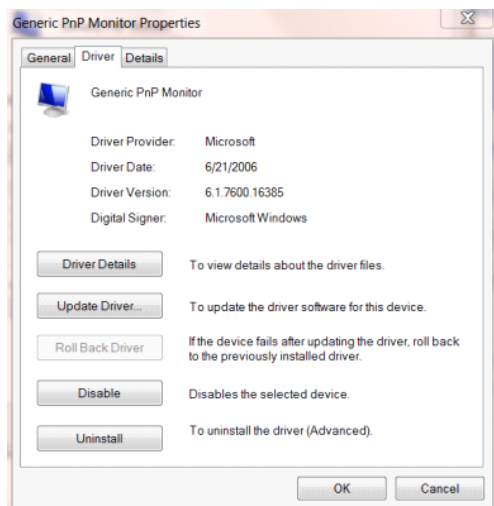 Generic PnP Monitor Properties
General Driver Details
Generic PnP Monitor
Driver Provider: Microsoft
Driver Date: 6/21/2006
Driver Version: 6.1.7600.16385
Digital Signer: Microsoft Windows
Driver Details To view details about the driver files.
Update Driver... To update the driver software for this device.
Roll Back Driver If the device fails after updating the driver, roll back
to the previously installed driver.
Disable Disables the selected device.
Uninstall To uninstall the driver (Advanced).
OK Cancel